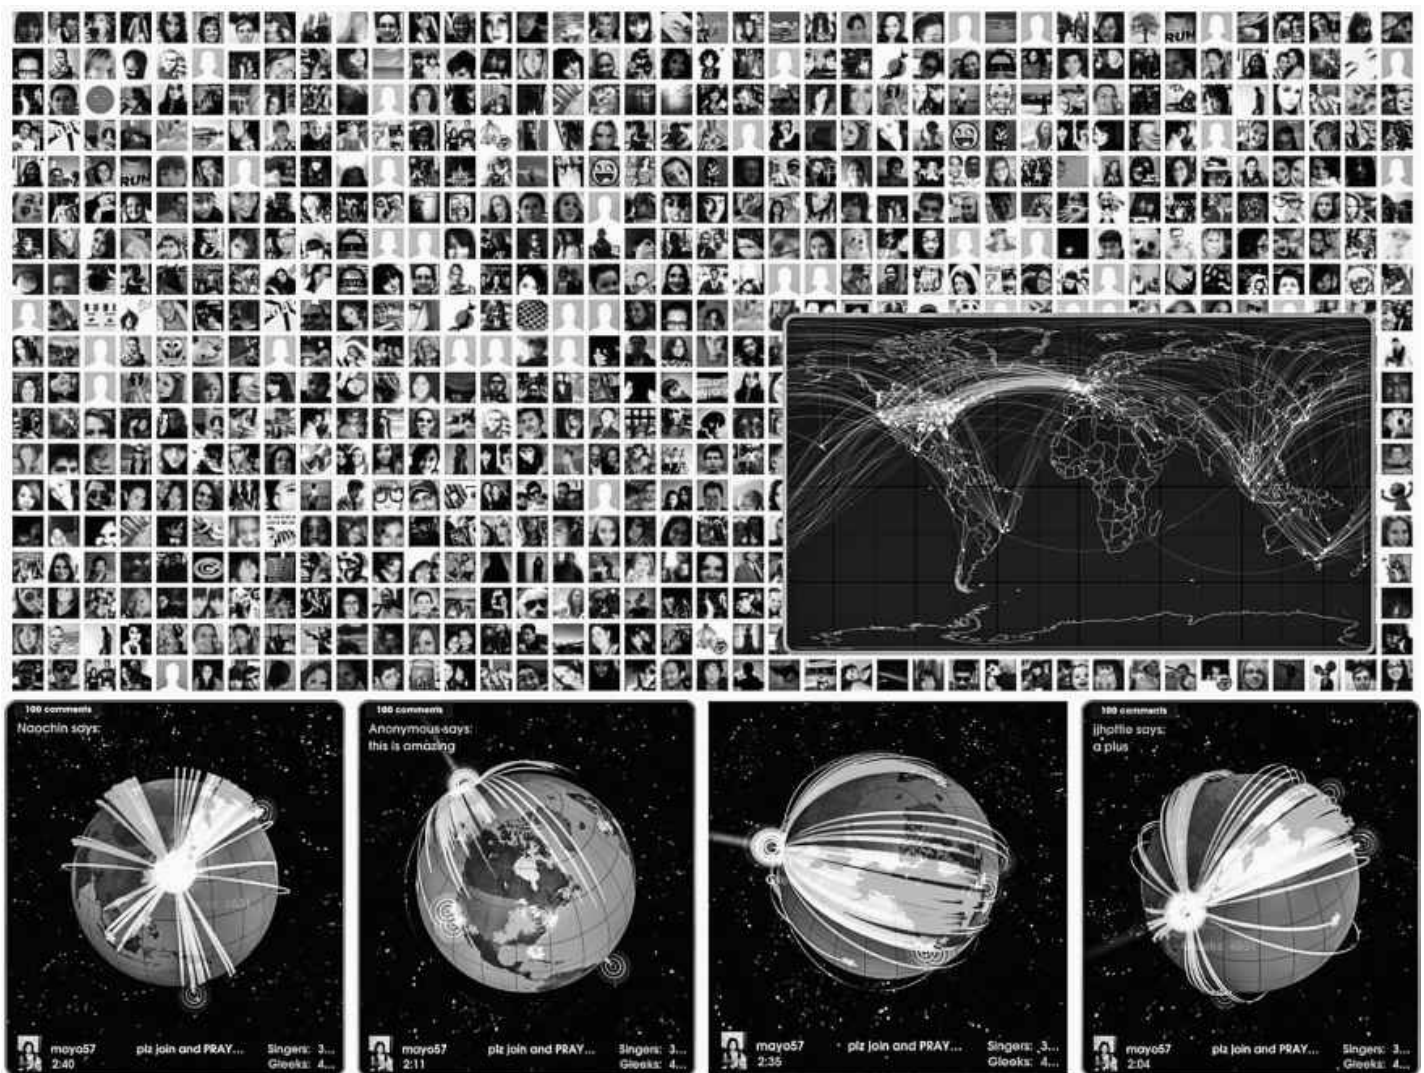 RUN
RUN
100 comments
Naochin says:
mayo57
2:40
plz join and PRAY...
Singers: 3...
Gleeks: 4...
100 comments
Anonymous says:
this is amazing
mayo57
2:11
plz join and PRAY...
Singers: 3...
Gleeks: 4...
mayo57
2:35
plz join and PRAY...
Singers: 3...
Gleeks: 4...
100 comments
jjhottie says:
a plus
mayo57
2:04
plz join and PRAY...
Singers: 3...
Gleeks: 4...